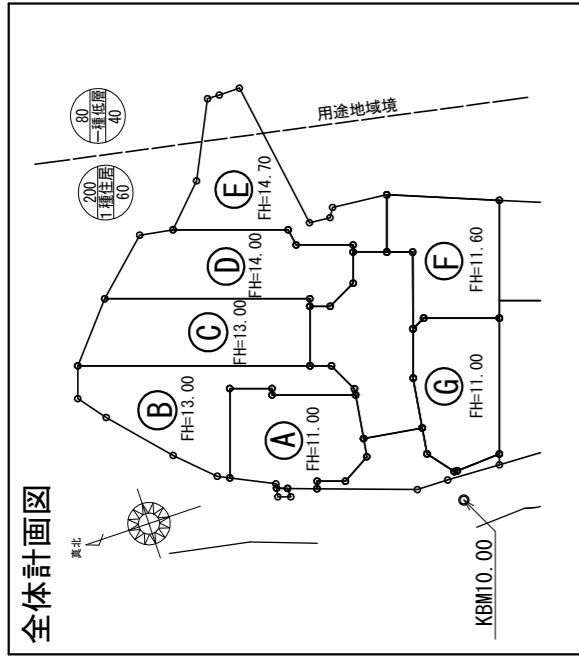 全体計画図
真北
200
1種住居
60
80
一種低層
40
用途地域境
E
FH=14.70
D
FH=14.00
C
FH=13.00
B
FH=13.00
A
FH=11.00
F
FH=11.60
G
FH=11.00
KBM10.00